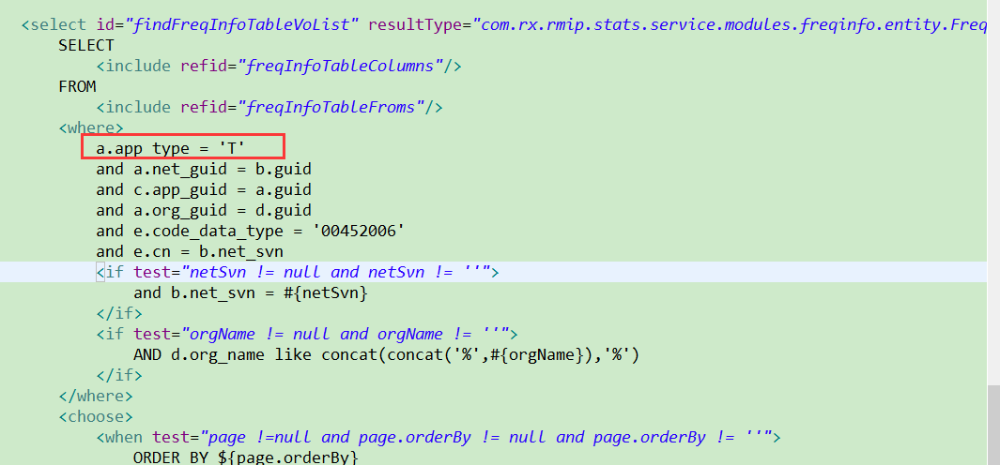 <select id="findFreqInfoTableVoList" resultType="com.rx.rmip.stats.service.modules.freqinfo.entity.Freq
SELECT
<include refid="freqInfoTableColumns"/>
FROM
<include refid="freqInfoTableFroms"/>
<where>
a.app_type = 'T'
and a.net_guid = b.guid
and c.app_guid = a.guid
and a.org_guid = d.guid
and e.code_data_type = '00452006'
and e.cn = b.net_svn
<if test="netSvn != null and netSvn != ''">
and b.net_svn = #{netSvn}
</if>
<if test="orgName != null and orgName != ''">
AND d.org_name like concat(concat('%',#{orgName}),'%')
</if>
</where>
<choose>
<when test="page !=null and page.orderBy != null and page.orderBy != ''">
ORDER BY ${page.orderBy}